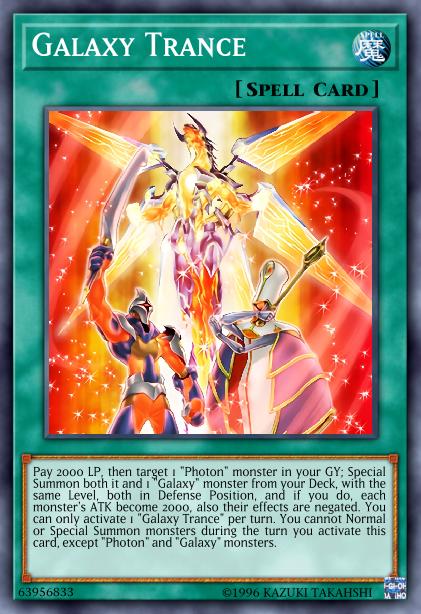 Galaxy Trance
SPELL
魔
[Spell Card]
Pay 2000 LP, then target 1 "Photon" monster in your GY; Special
Summon both it and 1 "Galaxy" monster from your Deck, with the
same Level, both in Defense Position, and if you do, each
monster's ATK become 2000, also their effects are negated. You
can only activate 1 "Galaxy Trance" per turn. You cannot Normal
or Special Summon monsters during the turn you activate this
card, except "Photon" and "Galaxy" monsters.
63956833
©1996 KAZUKI TAKAHSHI